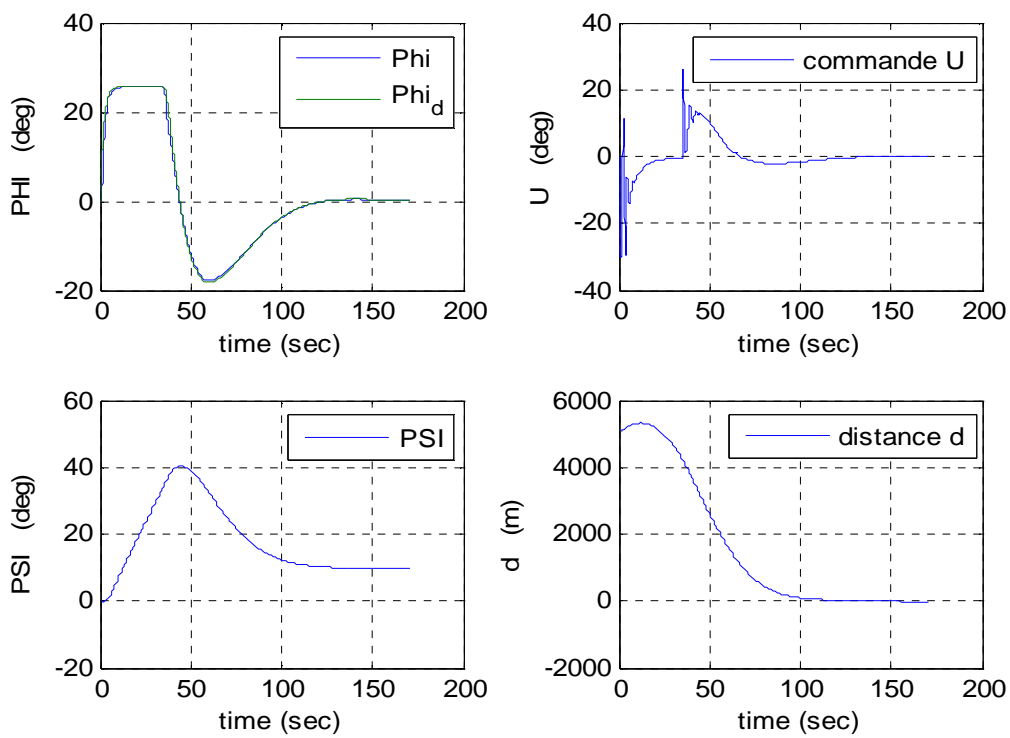 40
20
0
-20
PHI (deg)
Phi
Phi_d
0 50 100 150 200
time (sec)
40
20
0
-20
-40
U (deg)
commande U
0 50 100 150 200
time (sec)
60
40
20
0
-20
PSI (deg)
PSI
0 50 100 150 200
time (sec)
6000
4000
2000
0
-2000
d (m)
distance d
0 50 100 150 200
time (sec)